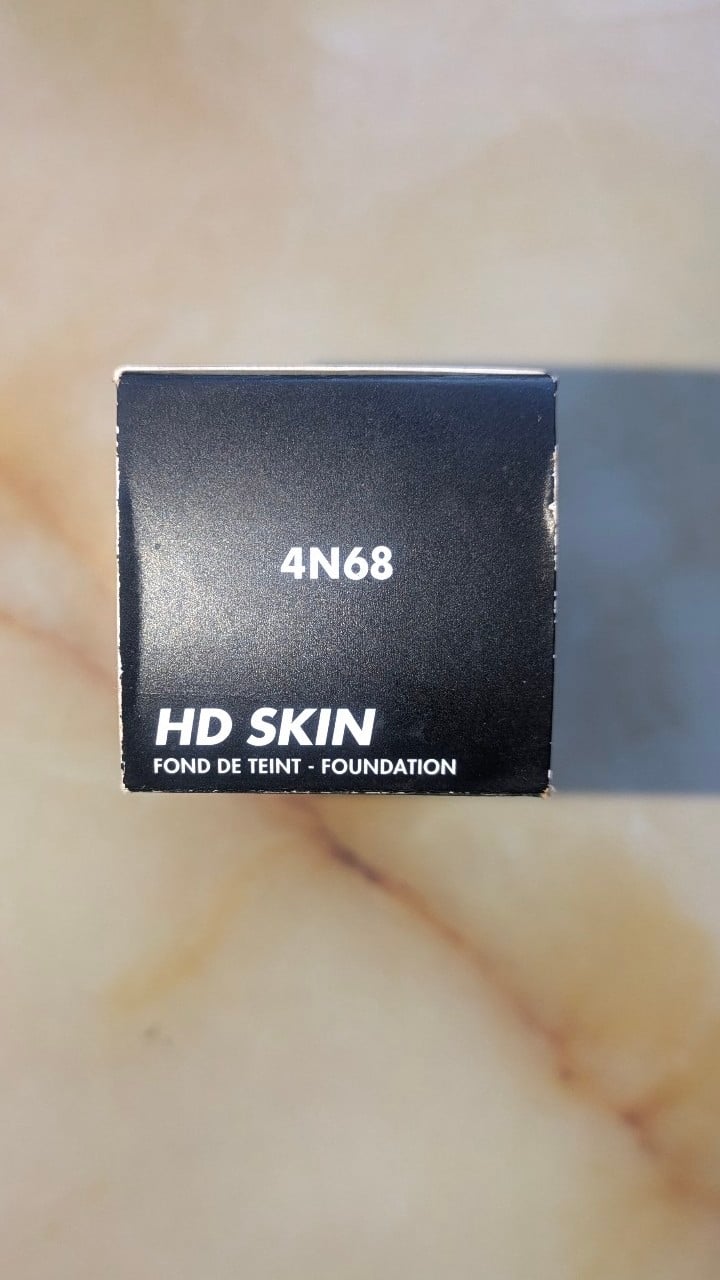 4N68
HD SKIN
FOND DE TEINT - FOUNDATION